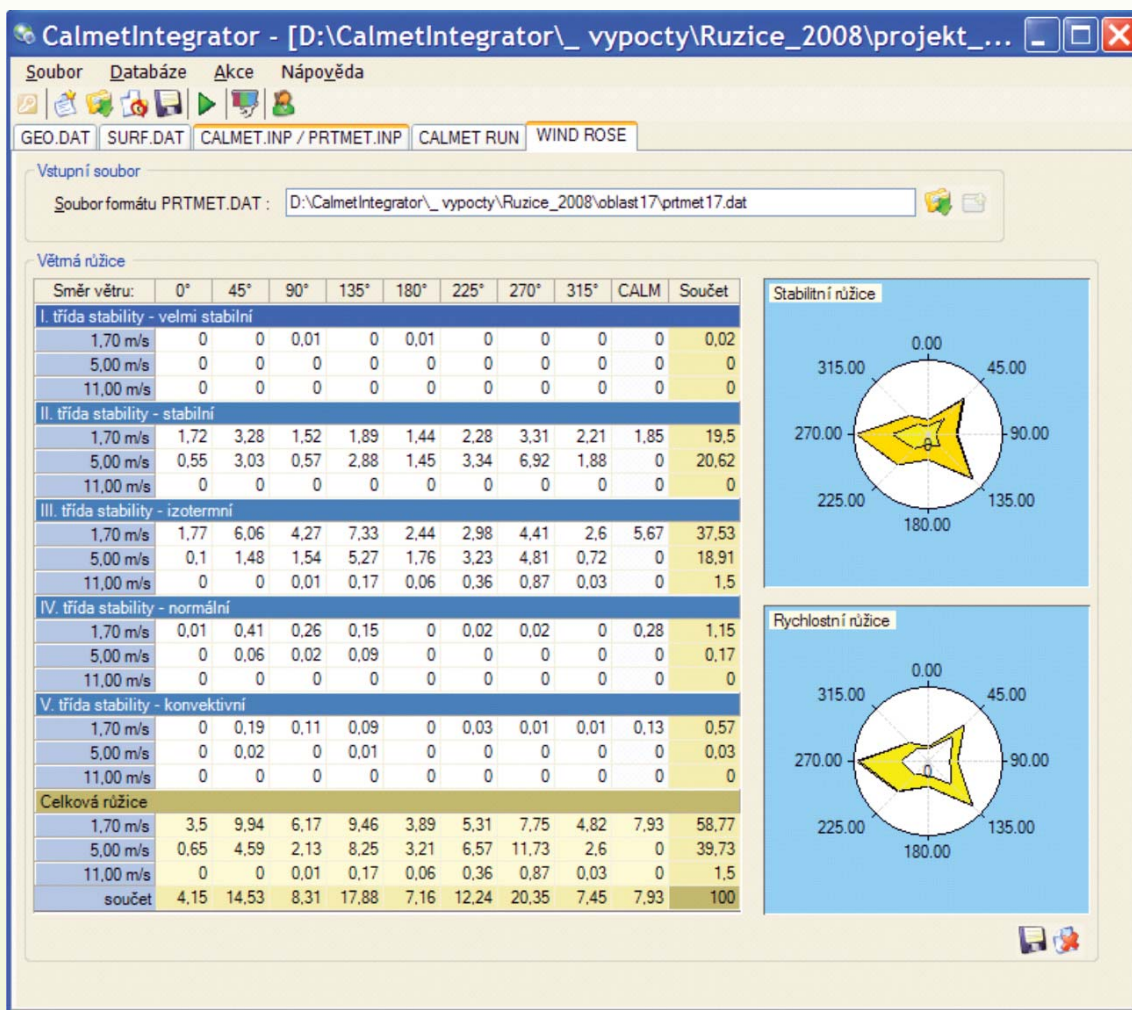 CalmetIntegrator - [D:\CalmetIntegrator\_ vypocty\Ruzice_2008\projekt_...
Soubor Databáze Akce Nápověda
GEO.DAT SURF.DAT CALMET.INP / PRTMET.INP CALMET RUN WIND ROSE
Vstupní soubor
Soubor formátu PRTMET.DAT : D:\CalmetIntegrator\_ vypocty\Ruzice_2008\oblast17\prtmet17.dat
Větrná růžice
Směr větru: 0° 45° 90° 135° 180° 225° 270° 315° CALM Součet
I. třída stability - velmi stabilní
1,70 m/s 0 0 0,01 0 0,01 0 0 0 0 0,02
5,00 m/s 0 0 0 0 0 0 0 0 0 0
11,00 m/s 0 0 0 0 0 0 0 0 0 0
II. třída stability - stabilní
1,70 m/s 1,72 3,28 1,52 1,89 1,44 2,28 3,31 2,21 1,85 19,5
5,00 m/s 0,55 3,03 0,57 2,88 1,45 3,34 6,92 1,88 0 20,62
11,00 m/s 0 0 0 0 0 0 0 0 0 0
III. třída stability - izotermní
1,70 m/s 1,77 6,06 4,27 7,33 2,44 2,98 4,41 2,6 5,67 37,53
5,00 m/s 0,1 1,48 1,54 5,27 1,76 3,23 4,81 0,72 0 18,91
11,00 m/s 0 0 0,01 0,17 0,06 0,36 0,87 0,03 0 1,5
IV. třída stability - normální
1,70 m/s 0,01 0,41 0,26 0,15 0 0,02 0,02 0 0,28 1,15
5,00 m/s 0 0,06 0,02 0,09 0 0 0 0 0 0,17
11,00 m/s 0 0 0 0 0 0 0 0 0 0
V. třída stability - konvektivní
1,70 m/s 0 0,19 0,11 0,09 0 0,03 0,01 0,01 0,13 0,57
5,00 m/s 0 0,02 0 0,01 0 0 0 0 0 0,03
11,00 m/s 0 0 0 0 0 0 0 0 0 0
Celková růžice
1,70 m/s 3,5 9,94 6,17 9,46 3,89 5,31 7,75 4,82 7,93 58,77
5,00 m/s 0,65 4,59 2,13 8,25 3,21 6,57 11,73 2,6 0 39,73
11,00 m/s 0 0 0,01 0,17 0,06 0,36 0,87 0,03 0 1,5
součet 4,15 14,53 8,31 17,88 7,16 12,24 20,35 7,45 7,93 100
Stabilitní růžice
0.00
315.00 45.00
270.00 0 90.00
225.00 135.00
180.00
Rychlostní růžice
0.00
315.00 45.00
270.00 0 90.00
225.00 135.00
180.00